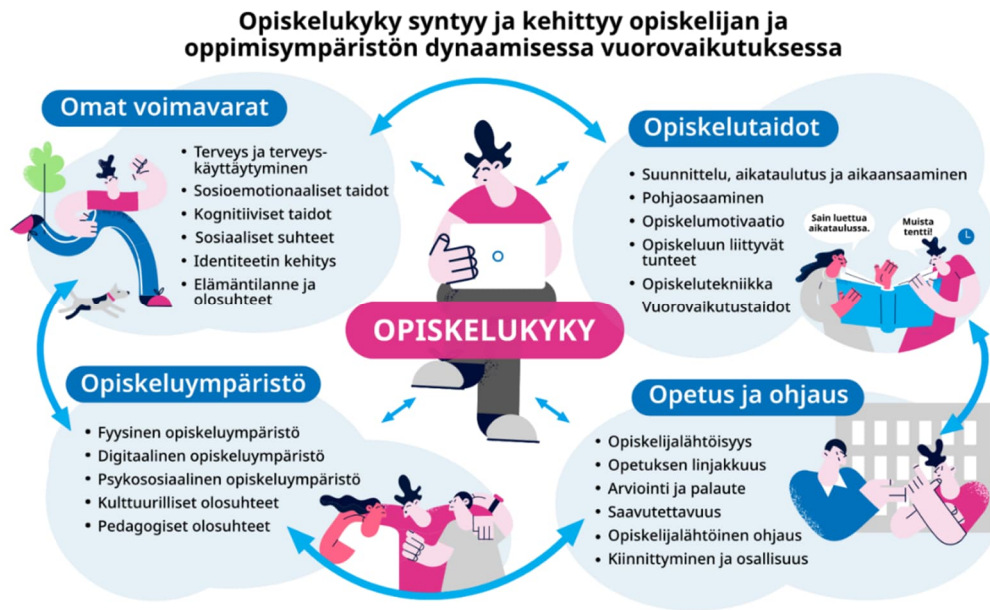 Opiskelukyky syntyy ja kehittyy opiskelijan ja
oppimisympäristön dynaamisessa vuorovaikutuksessa
Omat voimavarat
• Terveys ja terveys-
käyttäytyminen
• Sosioemotionaaliset taidot
• Kognitiiviset taidot
• Sosiaaliset suhteet
• Identiteetin kehitys
• Elämäntilanne ja
olosuhteet
Opiskelutaidot
• Suunnittelu, aikataulutus ja aikaansaaminen
• Pohjaosaaminen
• Opiskelumotivaatio
• Opiskeluun liittyvät
tunteet
• Opiskelutekniikka
Vuorovaikutustaidot
Sain luettua
aikataulussa.
Muista
tentti!
OPISKELUKYKY
Opiskeluympäristö
• Fyysinen opiskeluympäristö
• Digitaalinen opiskeluympäristö
• Psykososiaalinen opiskeluympäristö
• Kulttuurilliset olosuhteet
• Pedagogiset olosuhteet
Opetus ja ohjaus
• Opiskelijalähtöisyys
• Opetuksen linjakkuus
• Arviointi ja palaute
• Saavutettavuus
• Opiskelijalähtöinen ohjaus
• Kiinnittyminen ja osallisuus